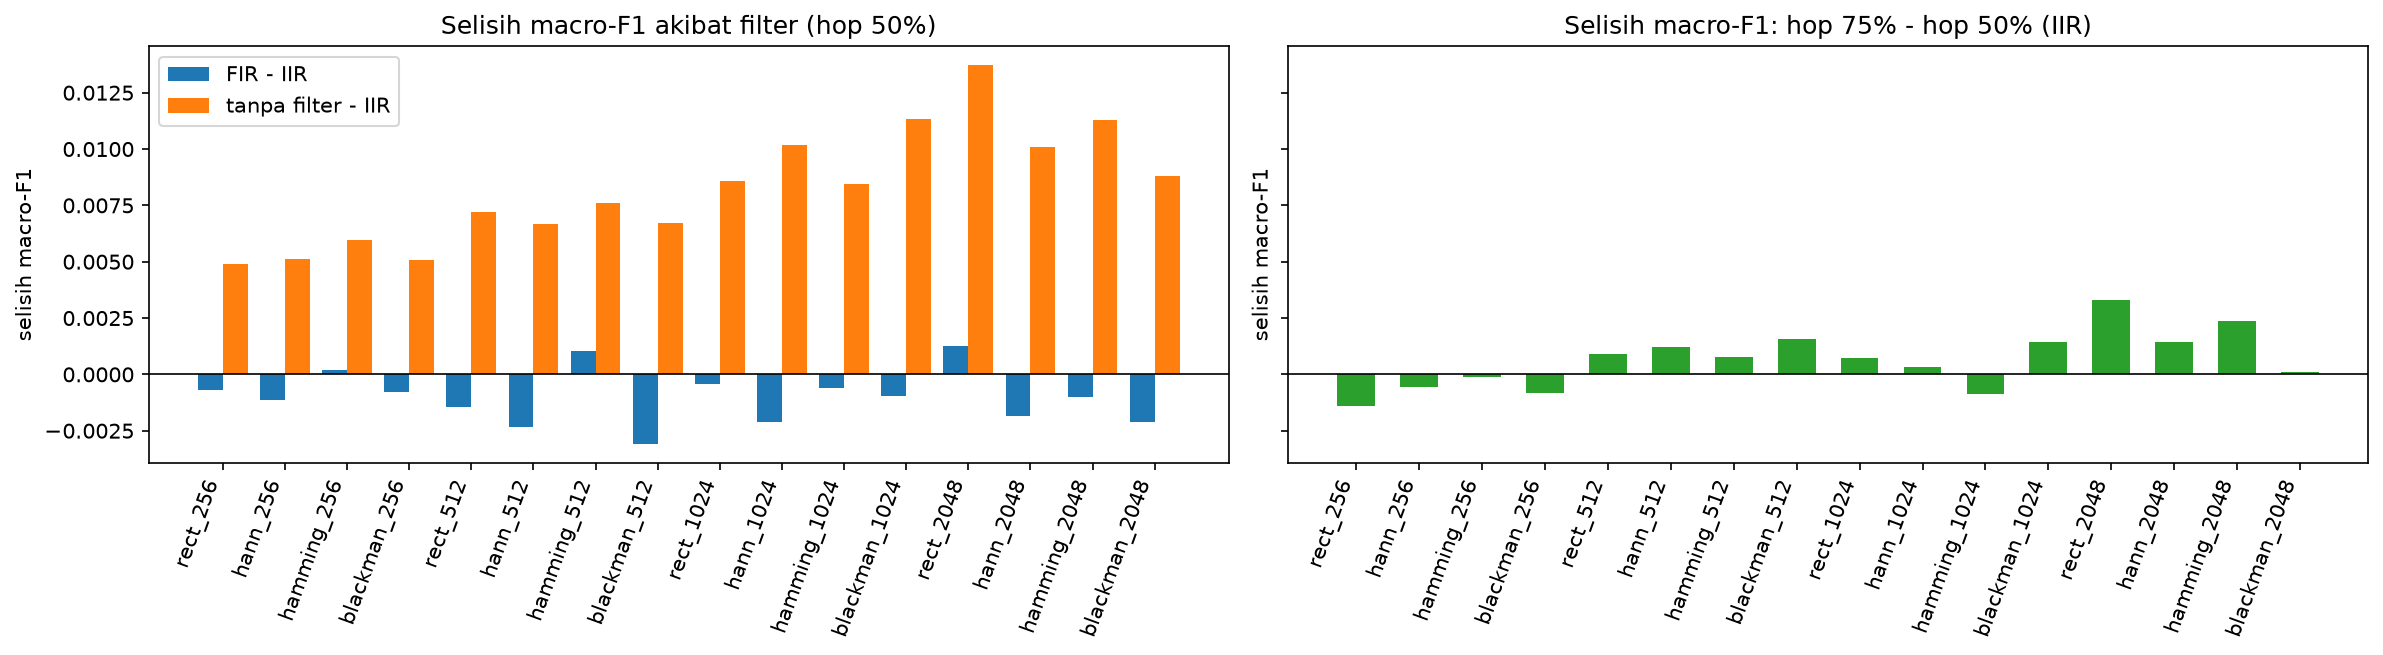 Selisih macro-F1 akibat filter (hop 50%)
FIR - IIR
tanpa filter - IIR
selisih macro-F1
0.0125
0.0100
0.0075
0.0050
0.0025
0.0000
−0.0025
rect_256
hann_256
hamming_256
blackman_256
rect_512
hann_512
hamming_512
blackman_512
rect_1024
hann_1024
hamming_1024
blackman_1024
rect_2048
hann_2048
hamming_2048
blackman_2048
Selisih macro-F1: hop 75% - hop 50% (IIR)
selisih macro-F1
rect_256
hann_256
hamming_256
blackman_256
rect_512
hann_512
hamming_512
blackman_512
rect_1024
hann_1024
hamming_1024
blackman_1024
rect_2048
hann_2048
hamming_2048
blackman_2048